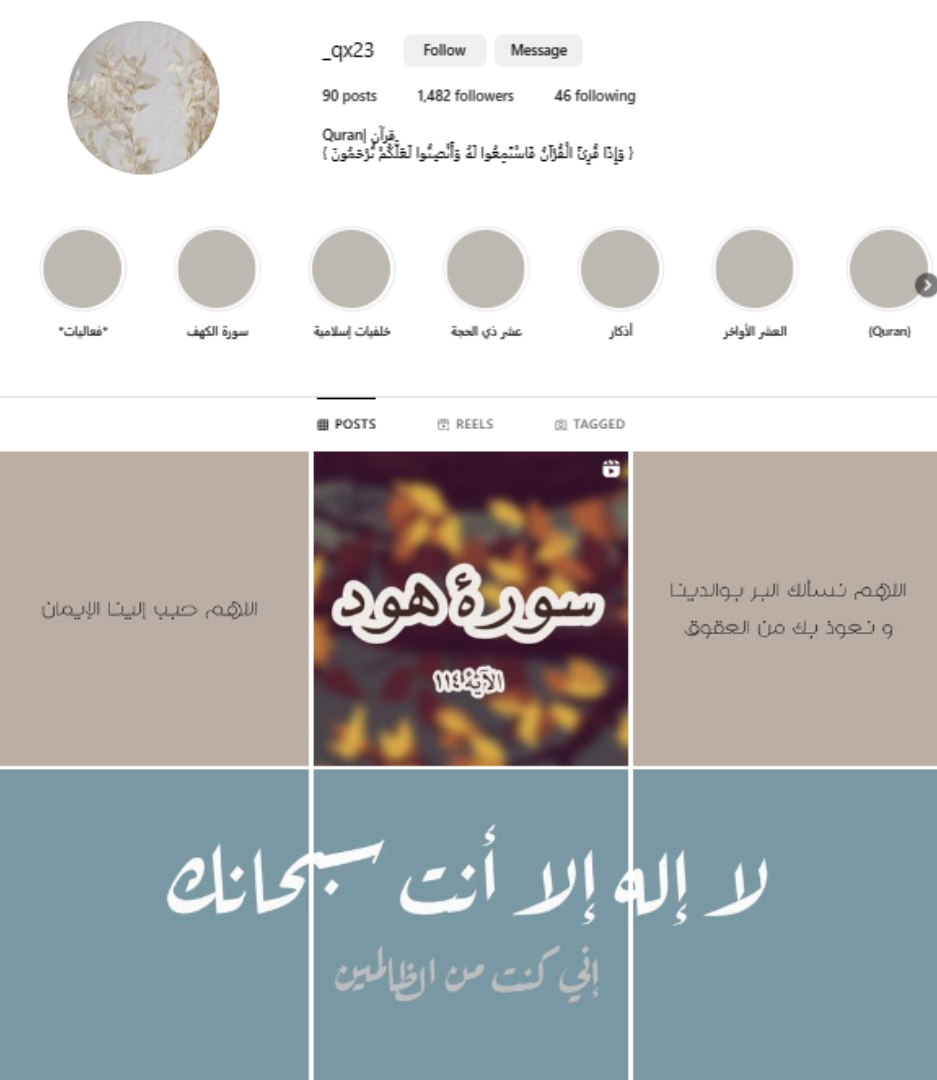 _qx23 Follow Message
90 posts 1,482 followers 46 following
Quran| قرآن
{ وَإِذَا قُرِئَ الْقُرْآنُ فَاسْتَمِعُوا لَهُ وَأَنْصِتُوا لَعَلَّكُمْ تُرْحَمُونَ }
*فعاليات* سورة الكهف خلفيات إسلامية عشر ذي الحجة أذكار العشر الأواخر (Quran)
POSTS REELS TAGGED
اللهم حبب إلينا الإيمان
سورة هود
الآية ١١٤
اللهم نسألك البر بوالدينا
و نعوذ بك من العقوق
لا إله إلا أنت سبحانك
إني كنت من الظالمين